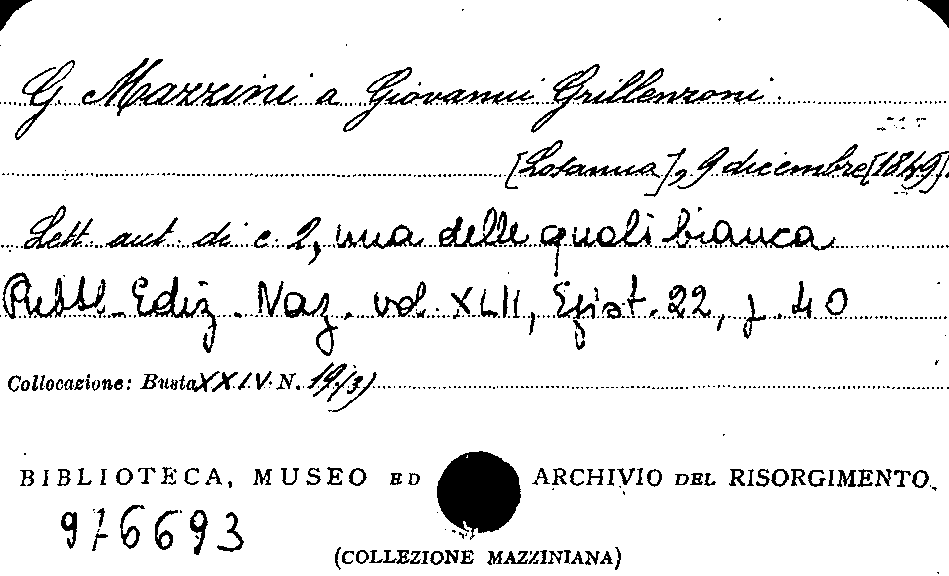 G. Mazzini a Giovanni Grillenzoni.
[Losanna], 9 dicembre [1849].
Lett. aut. di c. 2, una delle quali bianca
Pubbl. Ediz. Naz. vol. XLII, Epist. 22, p. 40
Collocazione: Busta XXIV N. 19/3)
BIBLIOTECA, MUSEO ED ARCHIVIO DEL RISORGIMENTO.
976693
(COLLEZIONE MAZZINIANA)